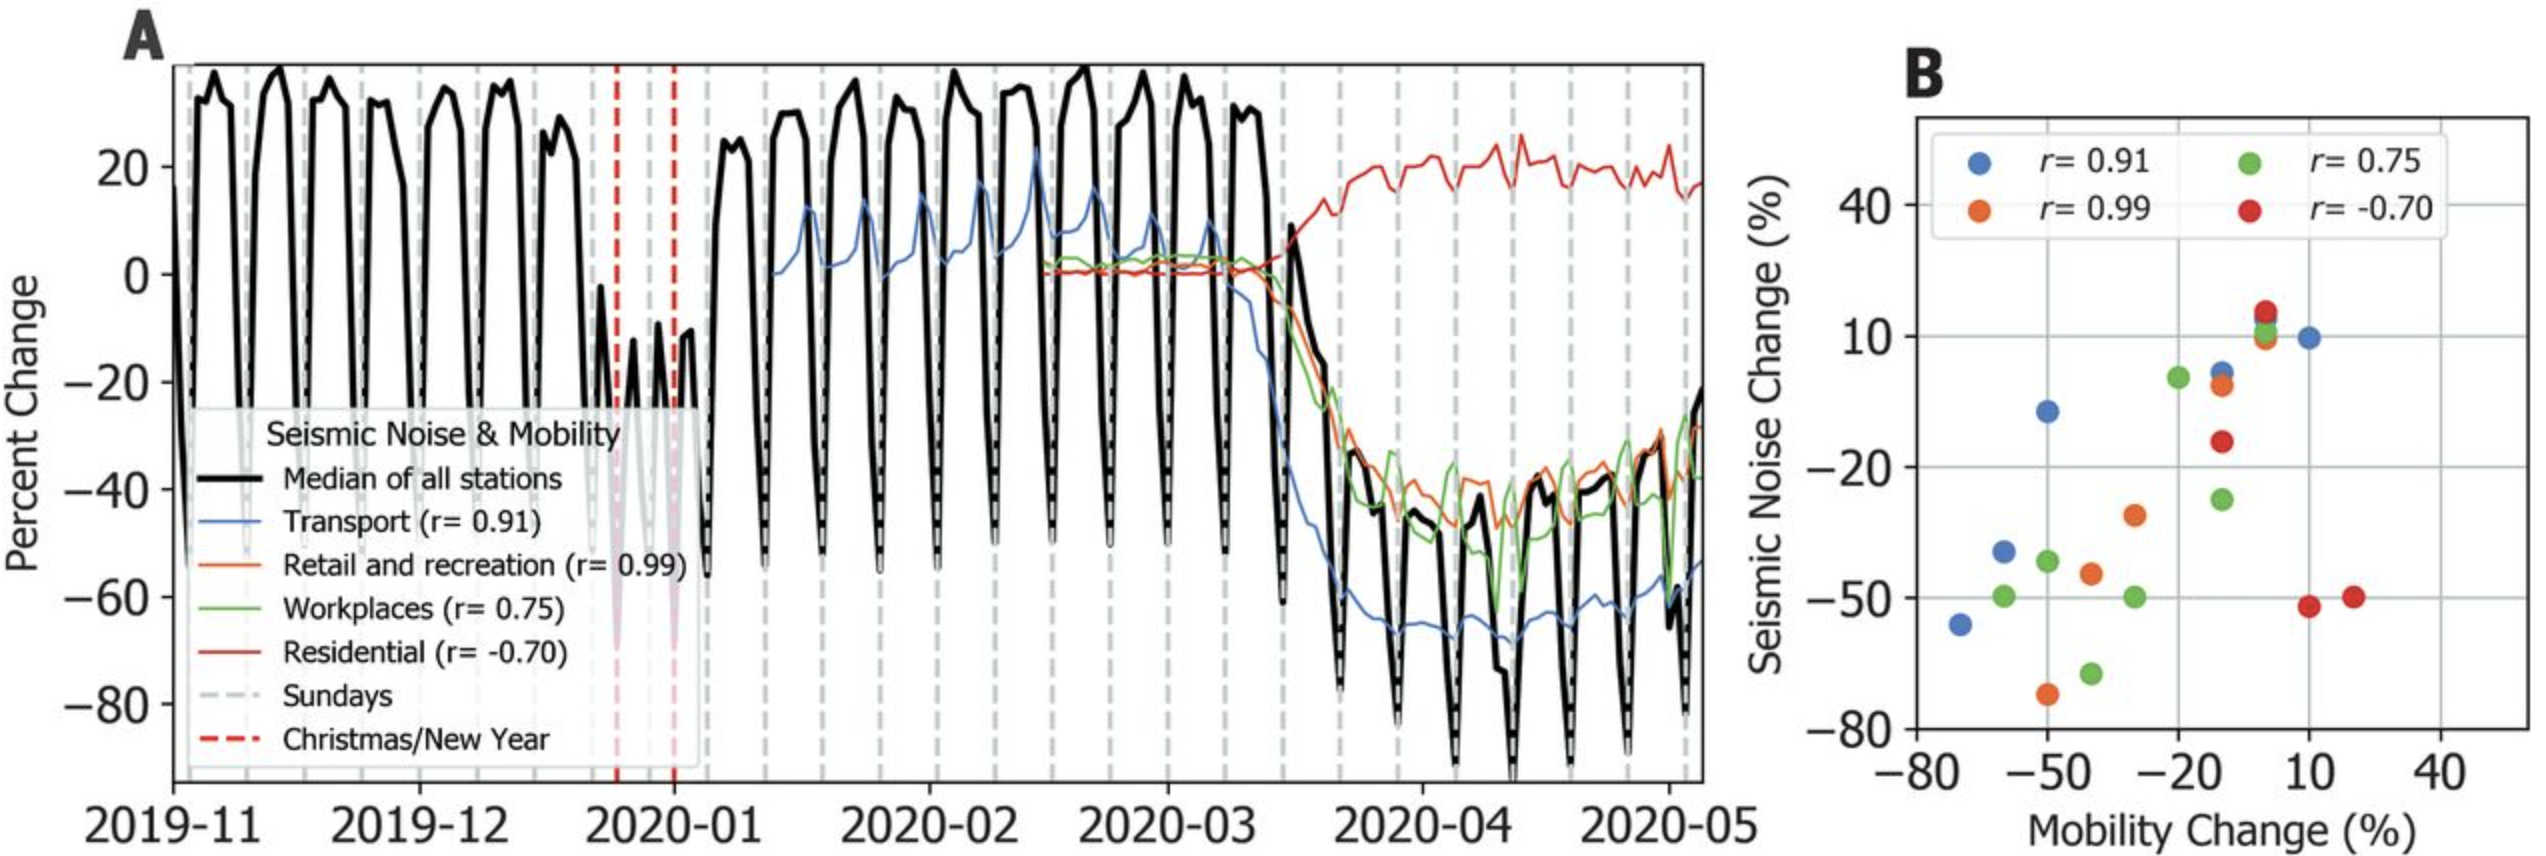 A
Percent Change
20
0
−20
−40
−60
−80
Seismic Noise & Mobility
Median of all stations
Transport (r= 0.91)
Retail and recreation (r= 0.99)
Workplaces (r= 0.75)
Residential (r= -0.70)
Sundays
Christmas/New Year
2019-11 2019-12 2020-01 2020-02 2020-03 2020-04 2020-05
B
Seismic Noise Change (%)
r= 0.91 r= 0.75
r= 0.99 r= -0.70
40
10
−20
−50
−80
−80 −50 −20 10 40
Mobility Change (%)